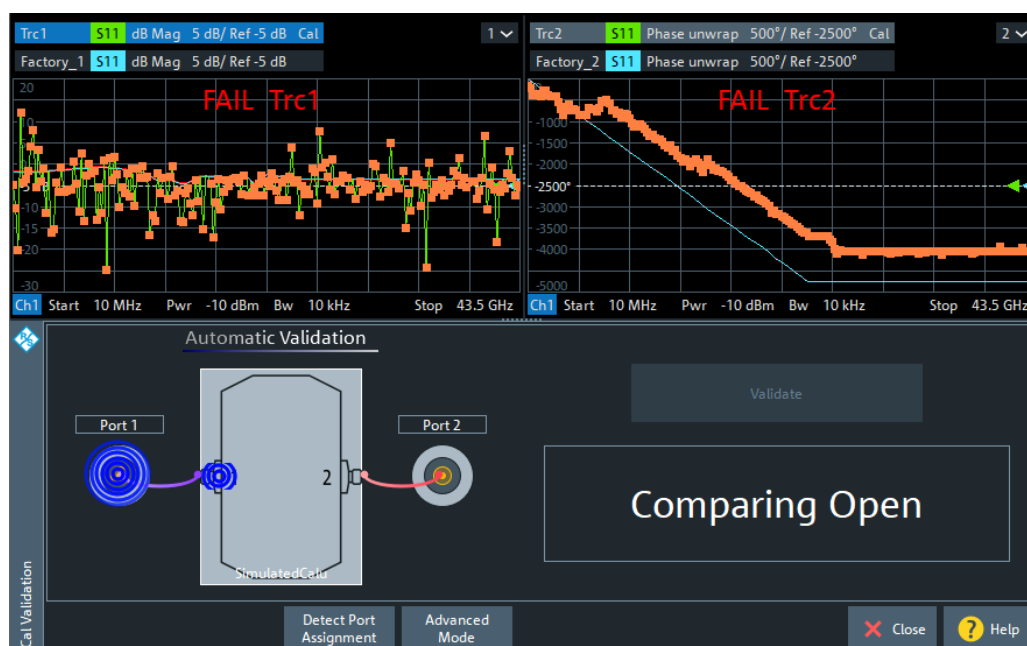 Trc1 S11 dB Mag 5 dB/ Ref -5 dB Cal 1
Factory_1 S11 dB Mag 5 dB/ Ref -5 dB
20
FAIL Trc1
-10
-15
-20
-30
Ch1 Start 10 MHz Pwr -10 dBm Bw 10 kHz Stop 43.5 GHz
Trc2 S11 Phase unwrap 500°/ Ref -2500° Cal 2
Factory_2 S11 Phase unwrap 500°/ Ref -2500°
FAIL Trc2
-1000
-1500
-2000
-2500°
-3000
-3500
-4000
-5000
Ch1 Start 10 MHz Pwr -10 dBm Bw 10 kHz Stop 43.5 GHz
Cal Validation
Automatic Validation
Port 1
2
SimulatedCalu
Port 2
Validate
Comparing Open
Detect Port
Assignment
Advanced
Mode
Close
? Help